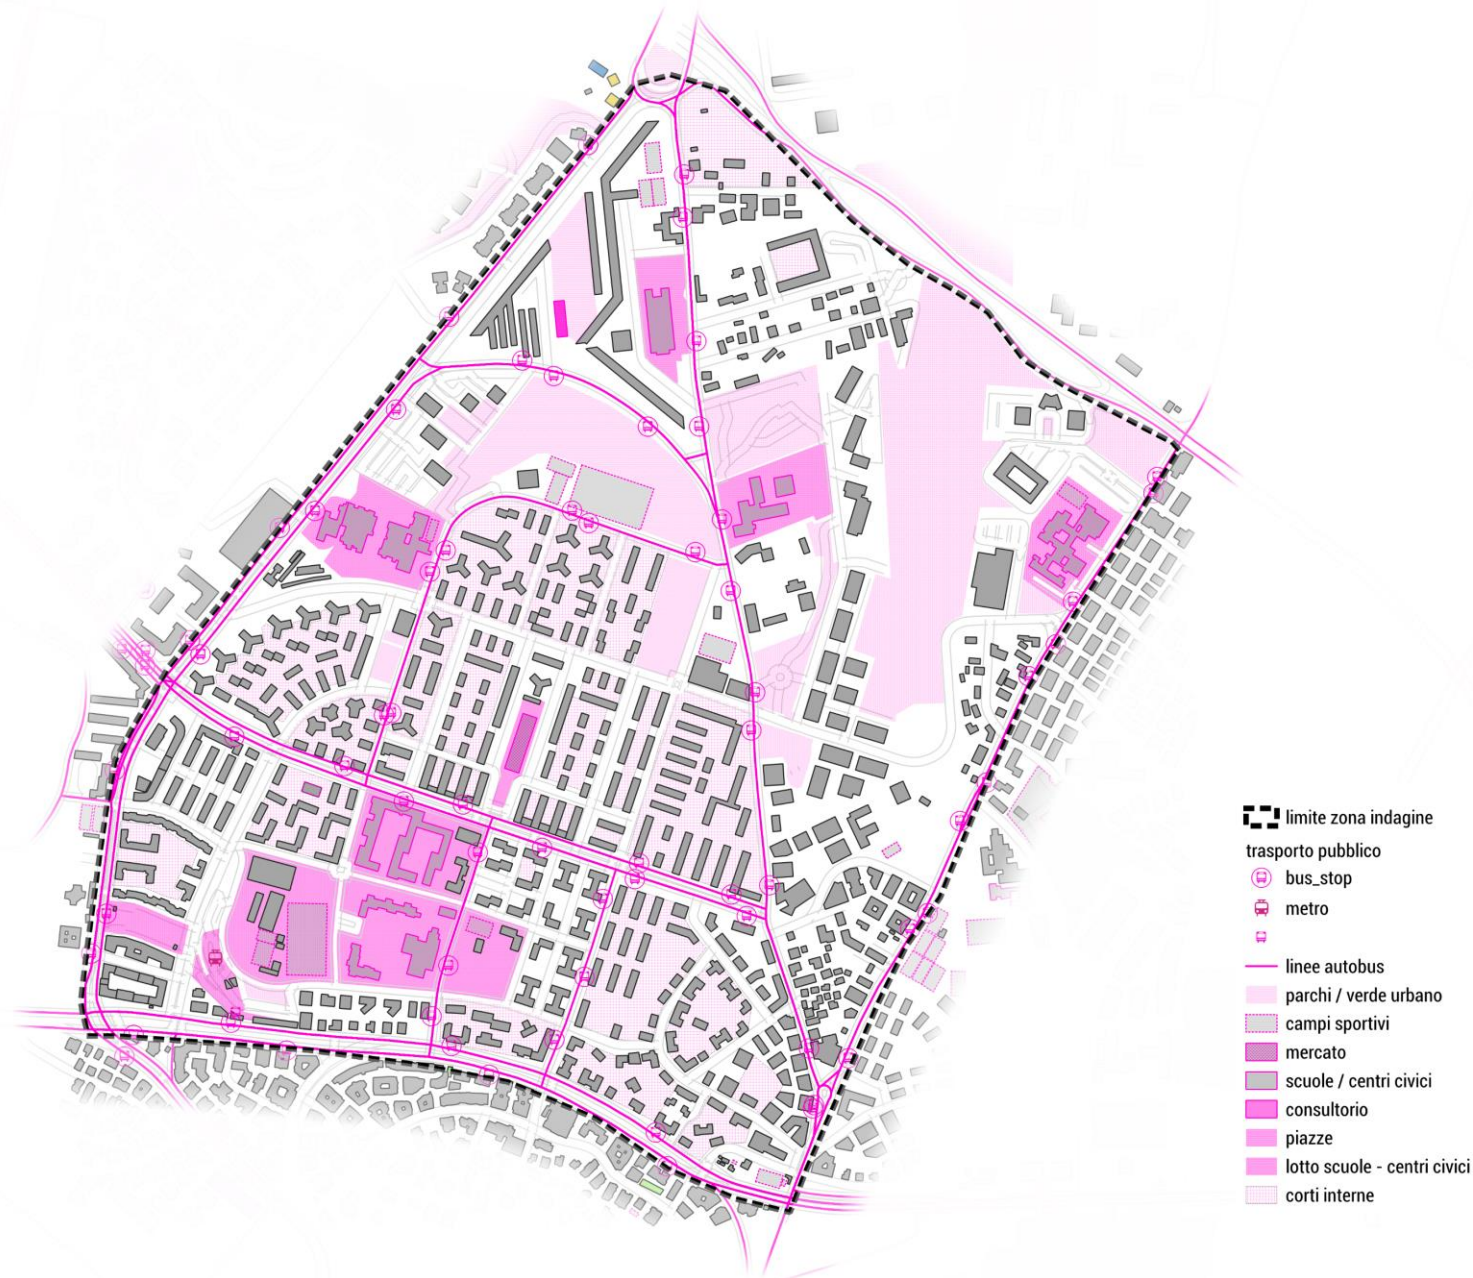 limite zona indagine
trasporto pubblico
bus_stop
metro
linee autobus
parchi / verde urbano
campi sportivi
mercato
scuole / centri civici
consultorio
piazze
lotto scuole - centri civici
corti interne